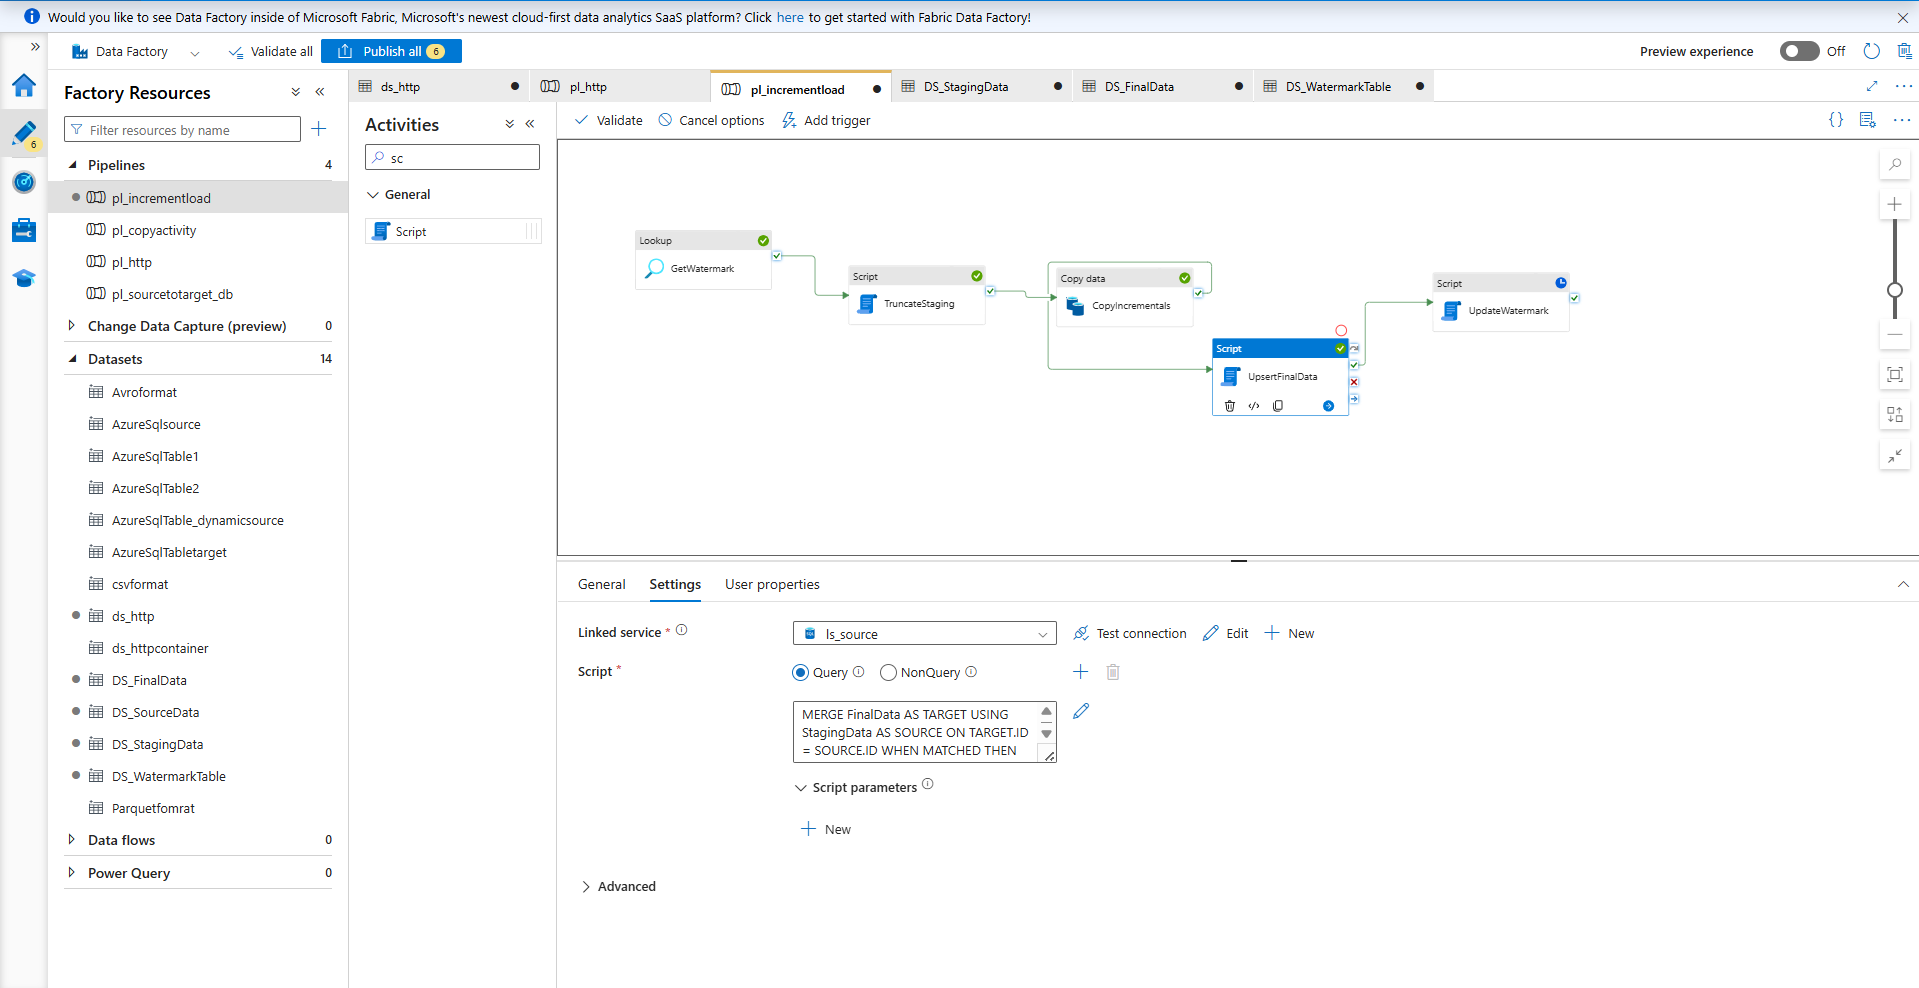 Would you like to see Data Factory inside of Microsoft Fabric, Microsoft's newest cloud-first data analytics SaaS platform? Click here to get started with Fabric Data Factory!
Data Factory
Validate all
Publish all 6
Preview experience
Off
Factory Resources
Filter resources by name
6
Pipelines 4
pl_incrementload
pl_copyactivity
pl_http
pl_sourcetotarget_db
Change Data Capture (preview) 0
Datasets 14
Avroformat
AzureSqlsource
AzureSqlTable1
AzureSqlTable2
AzureSqlTable_dynamicsource
AzureSqlTabletarget
csvformat
ds_http
ds_httpcontainer
DS_FinalData
DS_SourceData
DS_StagingData
DS_WatermarkTable
Parquetfomrat
Data flows 0
Power Query 0
ds_http
pl_http
pl_incrementload
DS_StagingData
DS_FinalData
DS_WatermarkTable
Activities
sc
General
Script
Validate
Cancel options
Add trigger
{}
Lookup
GetWatermark
Script
TruncateStaging
Copy data
CopyIncrementals
Script
UpsertFinalData
Script
UpdateWatermark
General
Settings
User properties
Linked service *
ls_source
Test connection
Edit
New
Script *
Query
NonQuery
MERGE FinalData AS TARGET USING
StagingData AS SOURCE ON TARGET.ID
= SOURCE.ID WHEN MATCHED THEN
Script parameters
New
Advanced